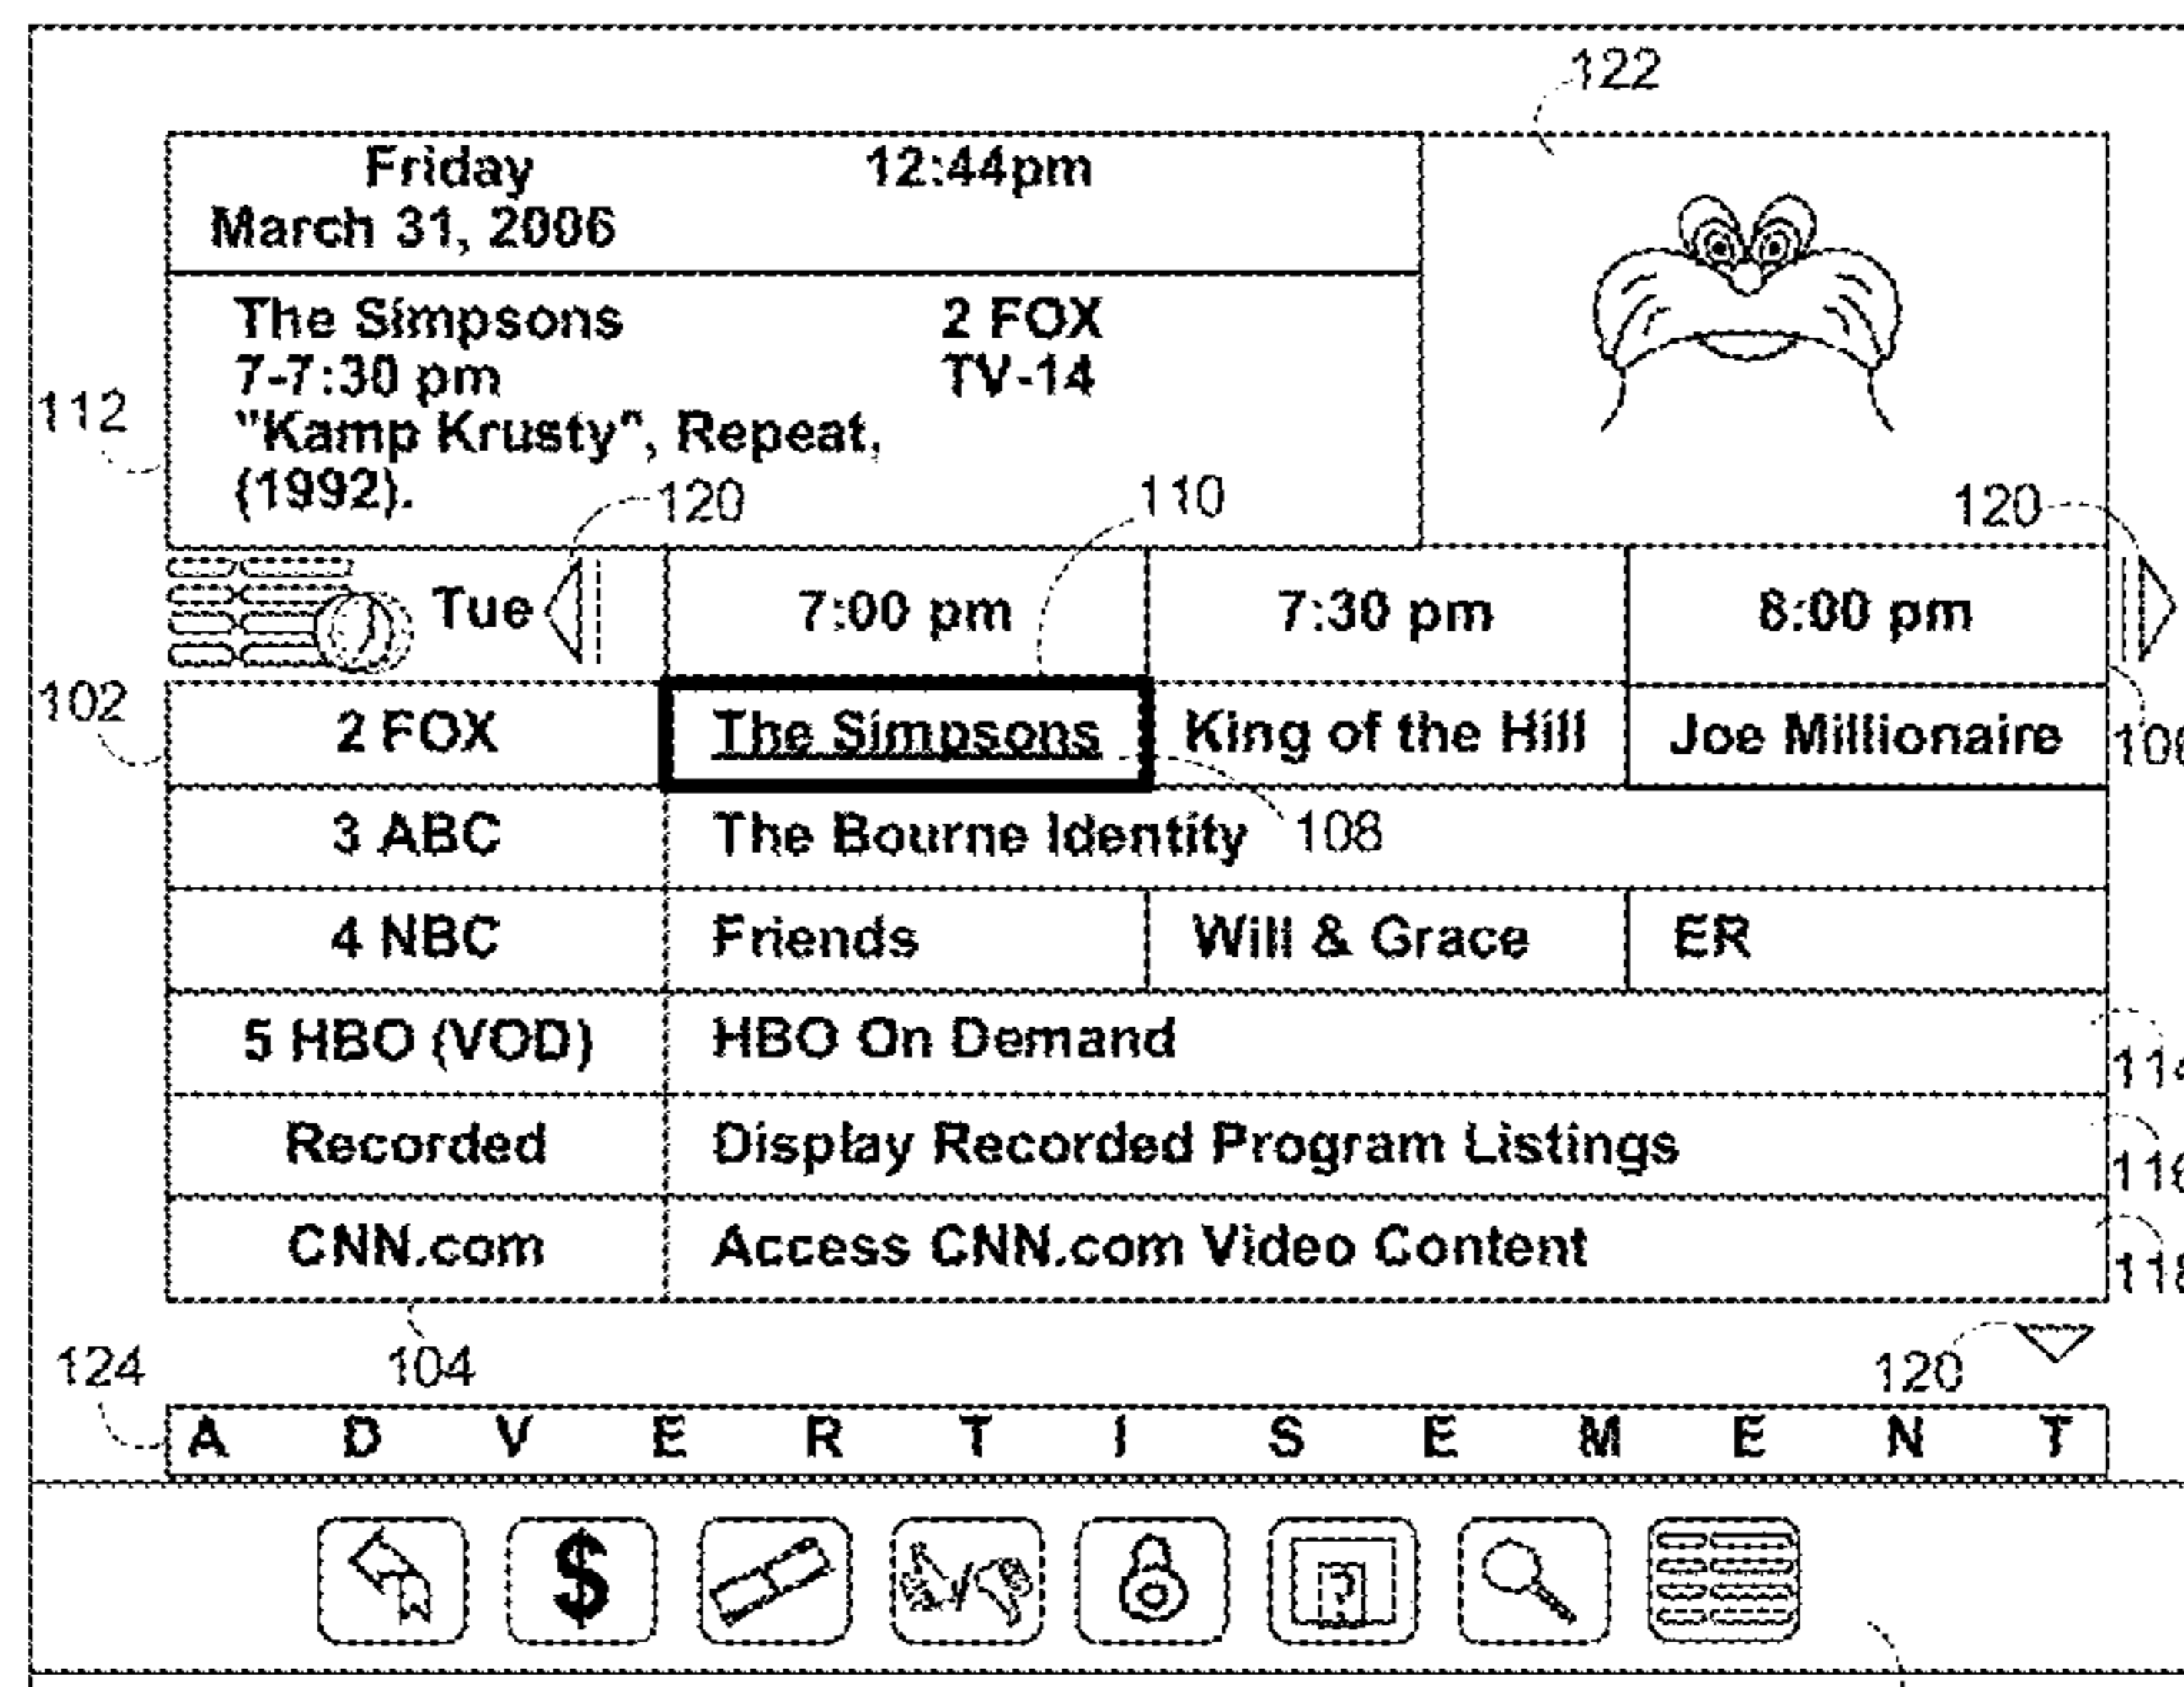 122
Friday 12:44pm
March 31, 2006
The Simpsons 2 FOX
7-7:30 pm TV-14
112
"Kamp Krusty", Repeat,
(1992).
120 110 120
Tue 7:00 pm 7:30 pm 8:00 pm
102
2 FOX The Simpsons King of the Hill Joe Millionaire
3 ABC The Bourne Identity 108
4 NBC Friends Will & Grace ER
5 HBO (VOD) HBO On Demand
Recorded Display Recorded Program Listings
CNN.com Access CNN.com Video Content
124 104 120
A D V E R T I S E M E N T
$